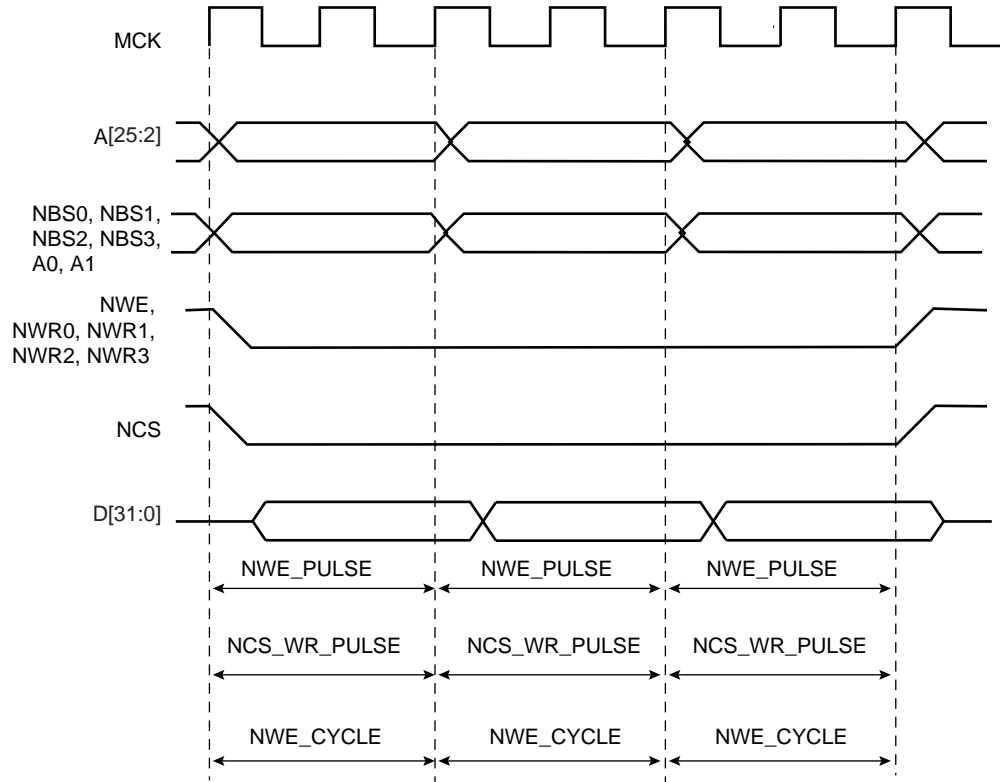 MCK
A[25:2]
NBS0, NBS1,
NBS2, NBS3,
A0, A1
NWE,
NWR0, NWR1,
NWR2, NWR3
NCS
D[31:0]
NWE_PULSE NWE_PULSE NWE_PULSE
NCS_WR_PULSE NCS_WR_PULSE NCS_WR_PULSE
NWE_CYCLE NWE_CYCLE NWE_CYCLE